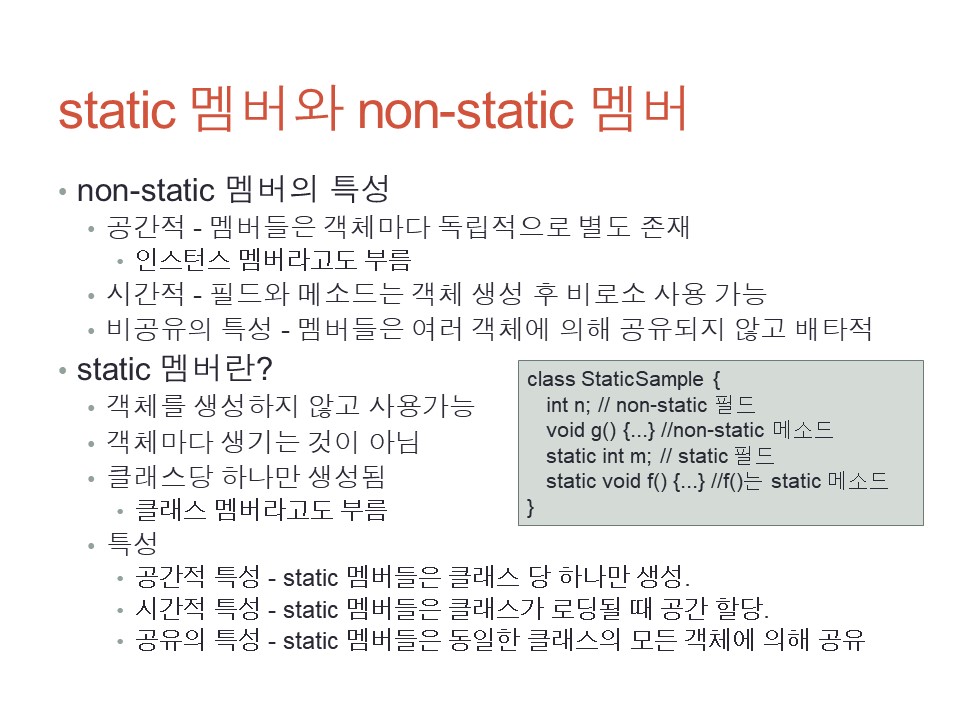 static 멤버와 non-static 멤버
• non-static 멤버의 특성
• 공간적 - 멤버들은 객체마다 독립적으로 별도 존재
• 인스턴스 멤버라고도 부름
• 시간적 - 필드와 메소드는 객체 생성 후 비로소 사용 가능
• 비공유의 특성 - 멤버들은 여러 객체에 의해 공유되지 않고 배타적
• static 멤버란?
• 객체를 생성하지 않고 사용가능
• 객체마다 생기는 것이 아님
• 클래스당 하나만 생성됨
• 클래스 멤버라고도 부름
• 특성
• 공간적 특성 - static 멤버들은 클래스 당 하나만 생성.
• 시간적 특성 - static 멤버들은 클래스가 로딩될 때 공간 할당.
• 공유의 특성 - static 멤버들은 동일한 클래스의 모든 객체에 의해 공유
class StaticSample {
int n; // non-static 필드
void g() {...} //non-static 메소드
static int m; // static 필드
static void f() {...} //f()는 static 메소드
}